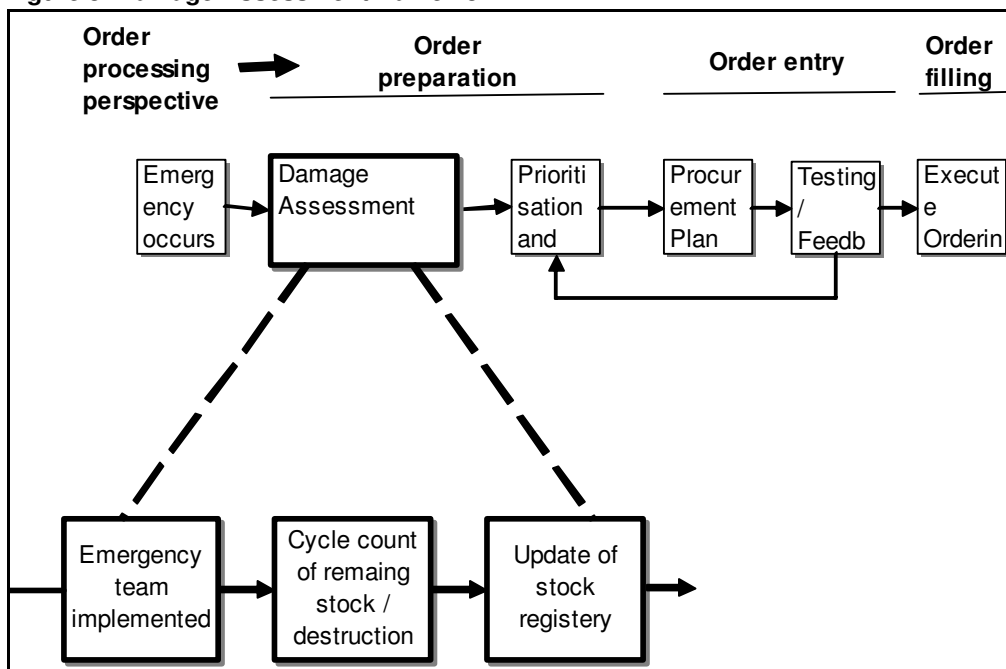 Order
processing
perspective
Order
preparation
Order entry
Order
filling
Emerg
ency
occurs
Damage
Assessment
Prioriti
sation
and
Procur
ement
Plan
Testing
/
Feedb
Execut
e
Orderin
Emergency
team
implemented
Cycle count
of remaing
stock /
destruction
Update of
stock
registery